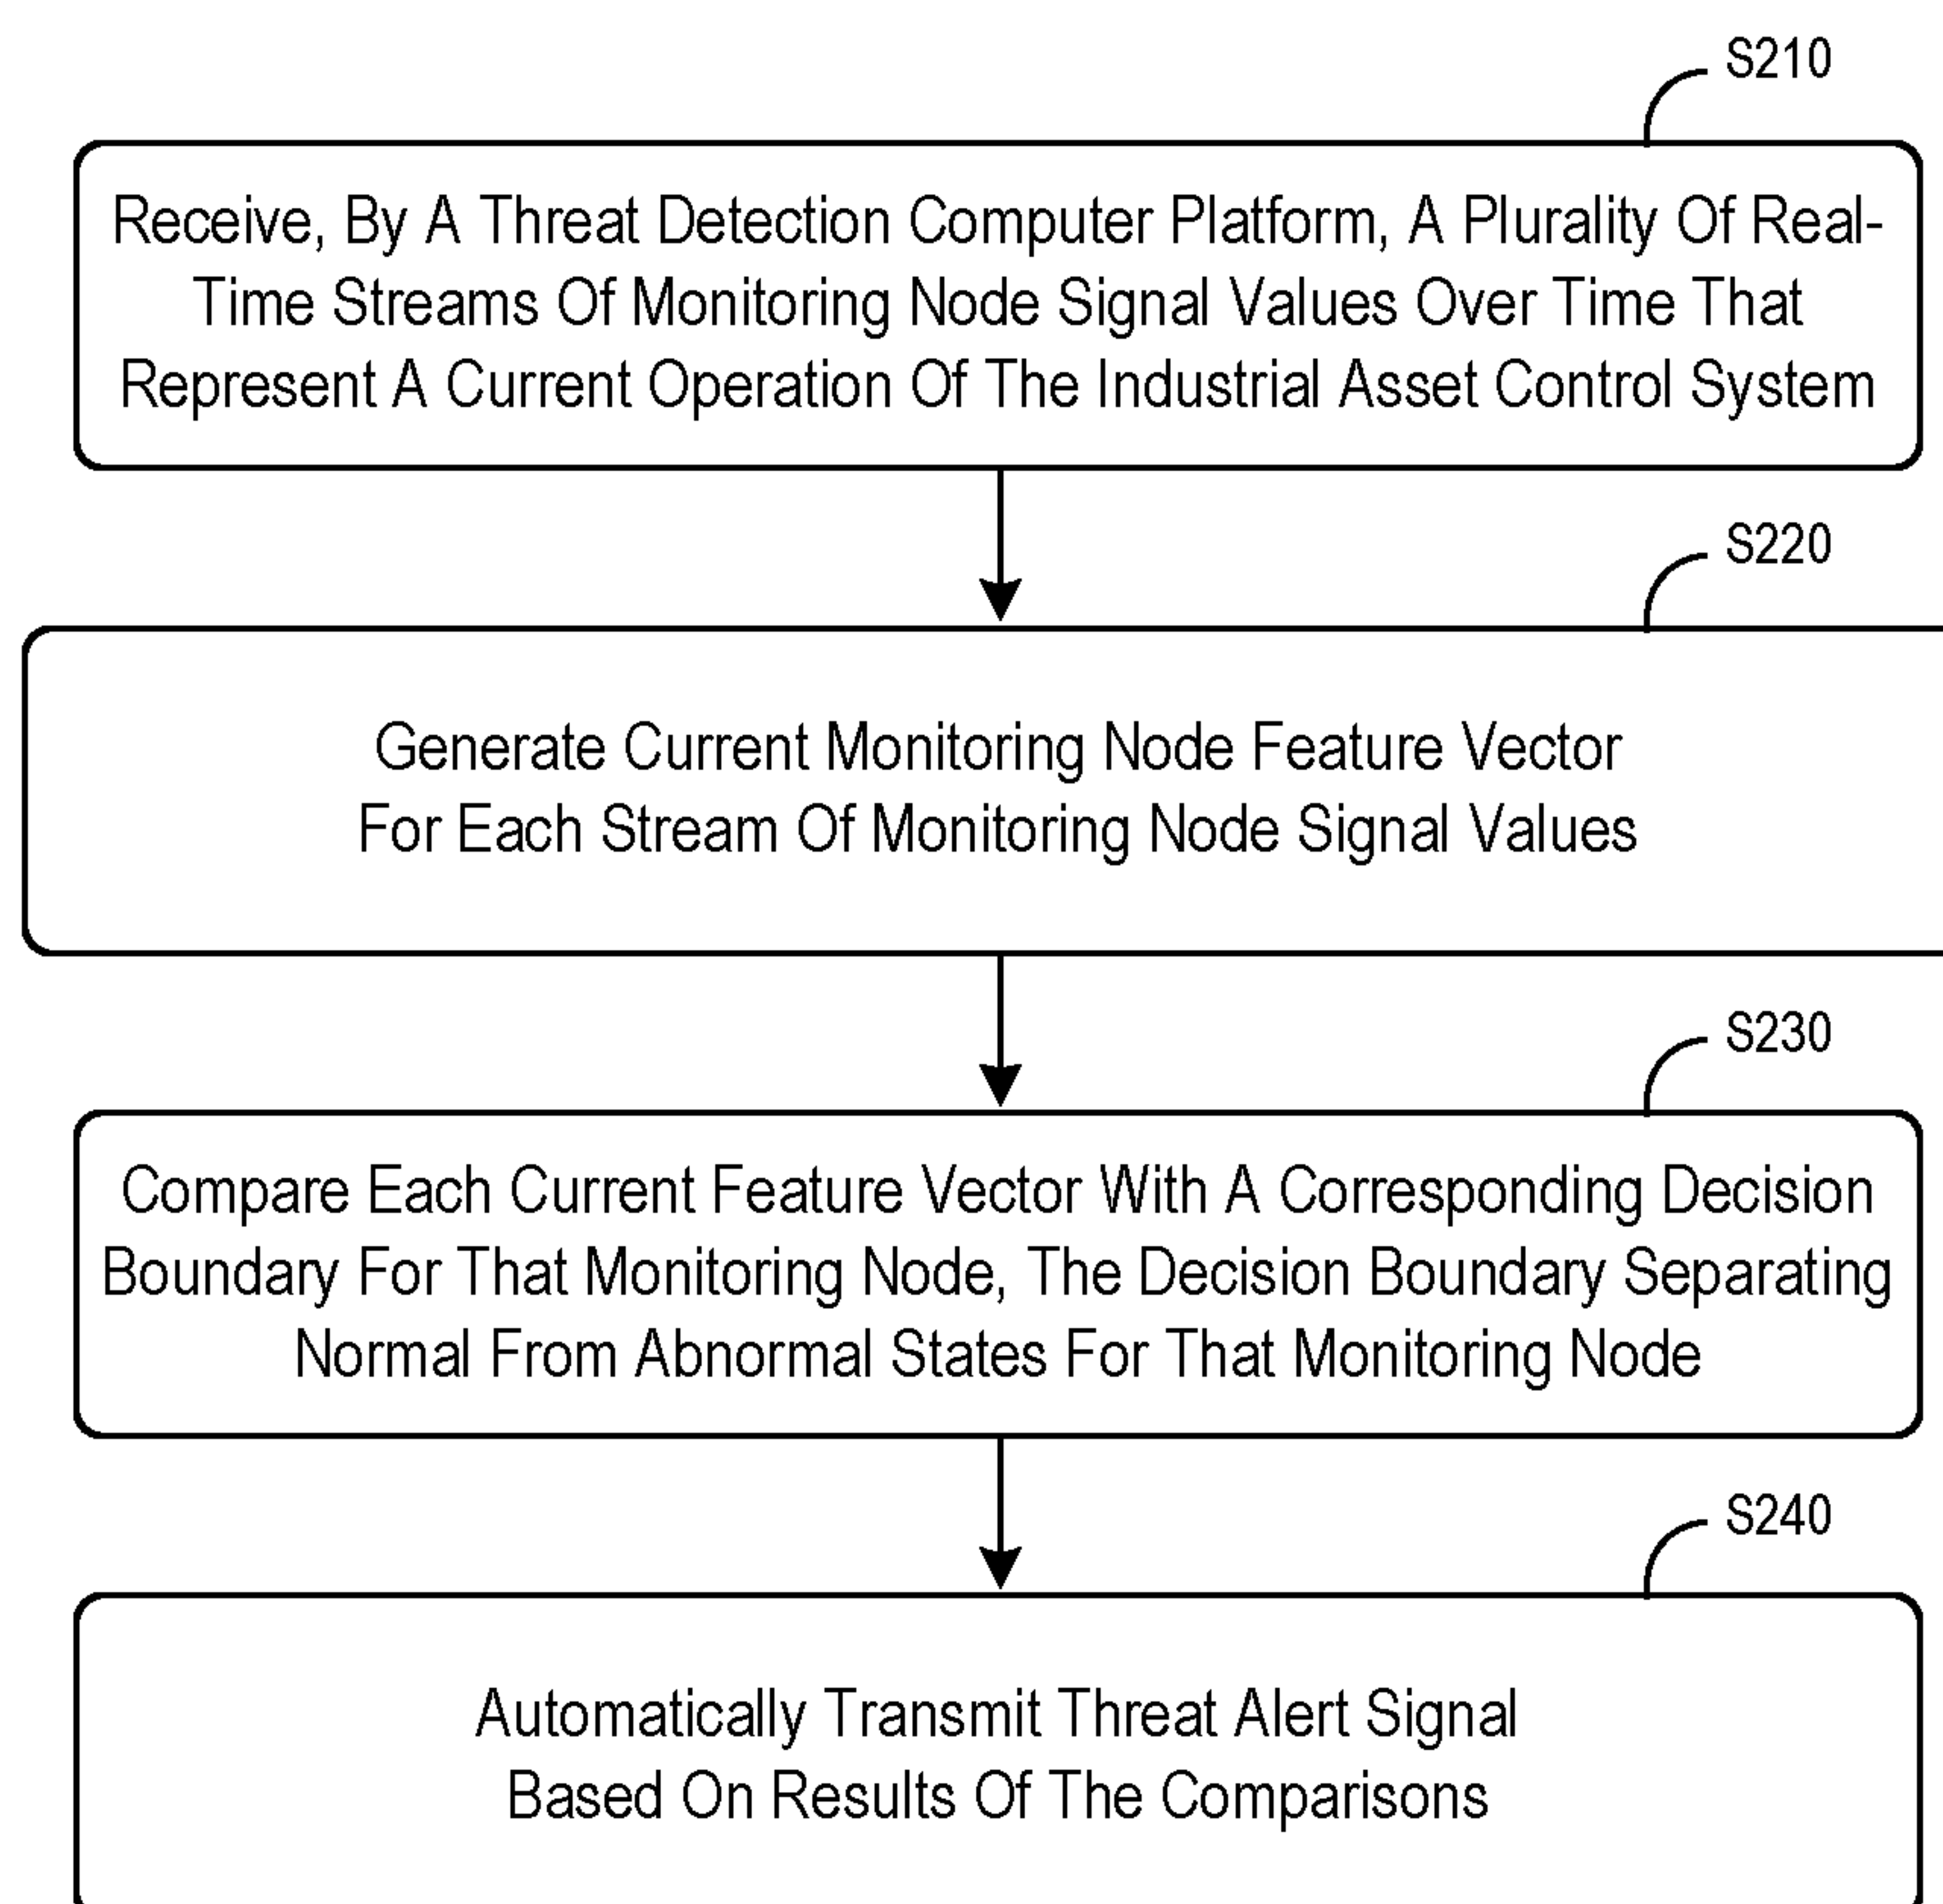 S210
Receive, By A Threat Detection Computer Platform, A Plurality Of Real-
Time Streams Of Monitoring Node Signal Values Over Time That
Represent A Current Operation Of The Industrial Asset Control System
S220
Generate Current Monitoring Node Feature Vector
For Each Stream Of Monitoring Node Signal Values
S230
Compare Each Current Feature Vector With A Corresponding Decision
Boundary For That Monitoring Node, The Decision Boundary Separating
Normal From Abnormal States For That Monitoring Node
S240
Automatically Transmit Threat Alert Signal
Based On Results Of The Comparisons